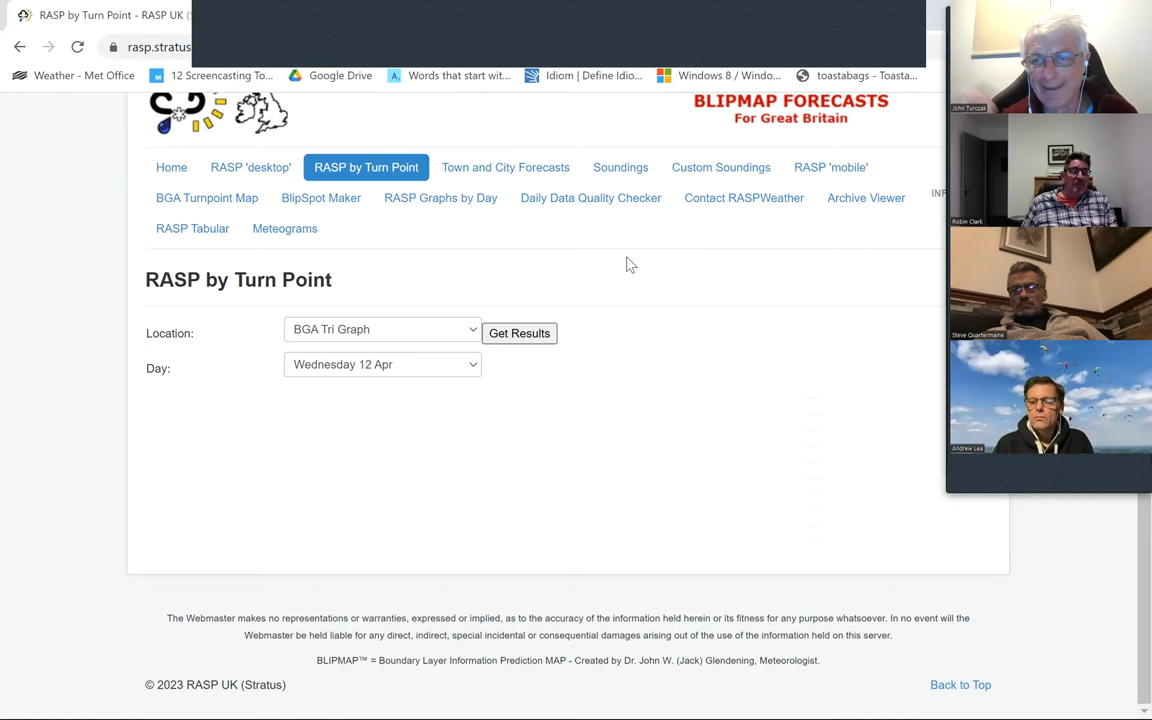 RASP by Turn Point - RASP UK (
rasp.stratus
Weather - Met Office
12 Screencasting To...
Google Drive
Words that start wit...
Idiom | Define Idio...
Windows 8 / Windo...
toastabags - Toasta...
BLIPMAP FORECASTS
For Great Britain
Home
RASP 'desktop'
RASP by Turn Point
Town and City Forecasts
Soundings
Custom Soundings
RASP 'mobile'
BGA Turnpoint Map
BlipSpot Maker
RASP Graphs by Day
Daily Data Quality Checker
Contact RASPWeather
Archive Viewer
RASP Tabular
Meteograms
RASP by Turn Point
Location:
BGA Tri Graph
Get Results
Day:
Wednesday 12 Apr
The Webmaster makes no representations or warranties, expressed or implied, as to the accuracy of the information held herein or its fitness for any purpose whatsoever. In no event will the
Webmaster be held liable for any direct, indirect, special incidental or consequential damages arising out of the use of the information held on this server.
BLIPMAP™ = Boundary Layer Information Prediction MAP - Created by Dr. John W. (Jack) Glendening, Meteorologist.
© 2023 RASP UK (Stratus)
Back to Top
John Turczak
Robin Clark
Steve Quartermaine
Andrew Lea